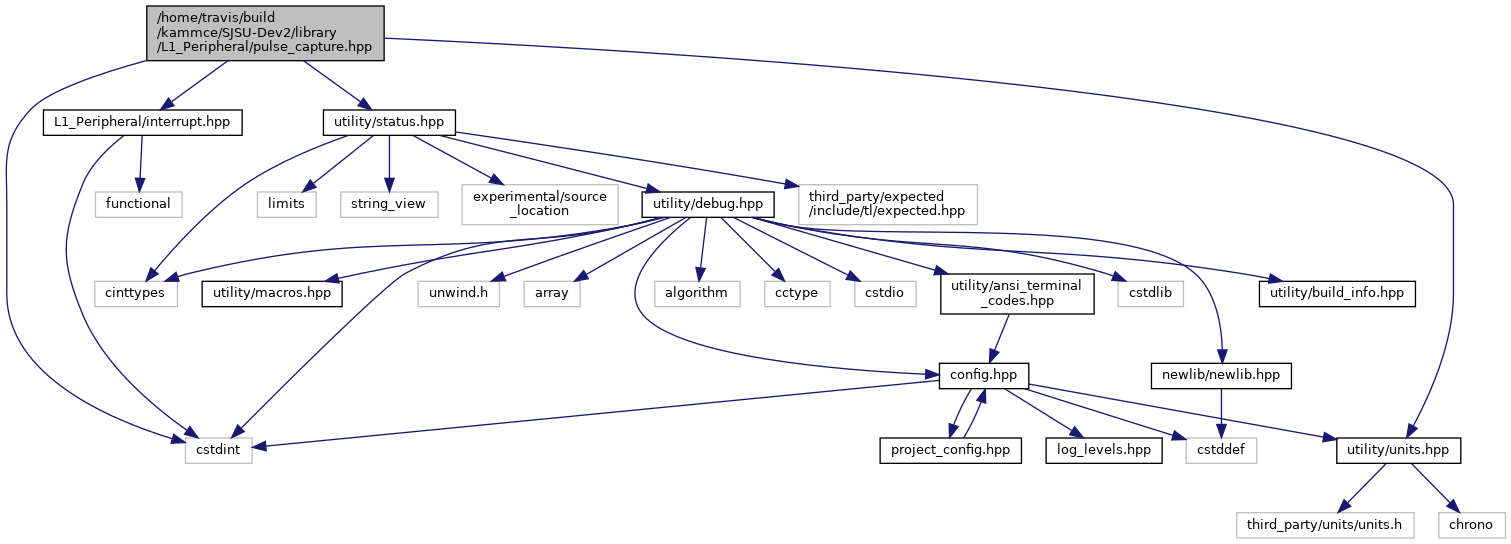 /home/travis/build
/kammce/SJSU-Dev2/library
/L1_Peripheral/pulse_capture.hpp
L1_Peripheral/interrupt.hpp
utility/status.hpp
functional
limits
string_view
experimental/source
_location
utility/debug.hpp
third_party/expected
/include/tl/expected.hpp
cinttypes
utility/macros.hpp
unwind.h
array
algorithm
cctype
cstdio
utility/ansi_terminal
_codes.hpp
cstdlib
utility/build_info.hpp
config.hpp
newlib/newlib.hpp
cstdint
project_config.hpp
log_levels.hpp
cstddef
utility/units.hpp
third_party/units/units.h
chrono